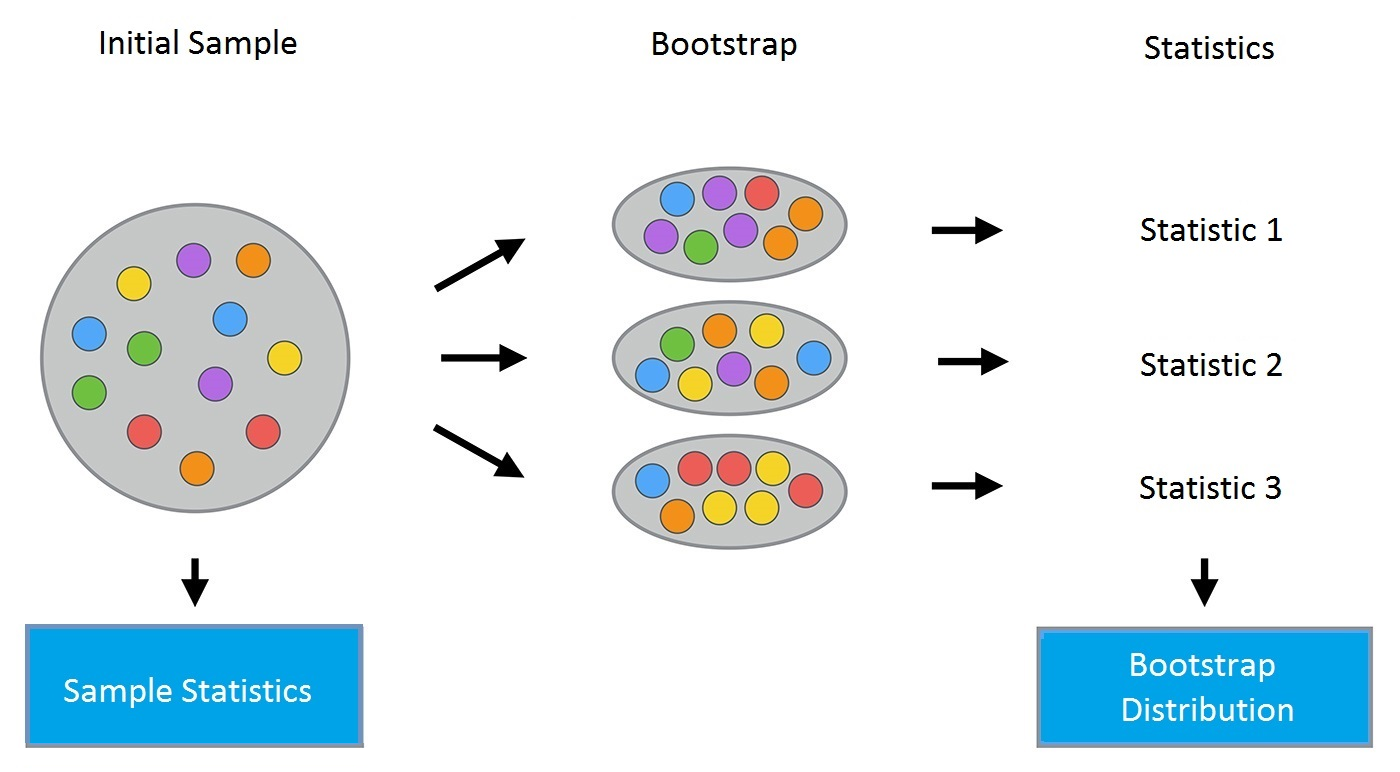 Initial Sample
Bootstrap
Statistics
Statistic 1
Statistic 2
Statistic 3
Sample Statistics
Bootstrap
Distribution